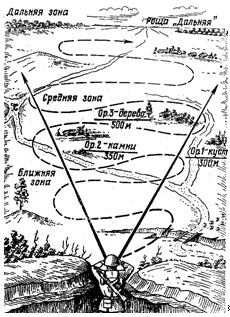 Дальняя зона
Роща „Дальняя"
Средняя зона
Ор.3-дерево
500м
Ор.2-камни
350м
Ор.1-куст
300м
Ближняя
зона